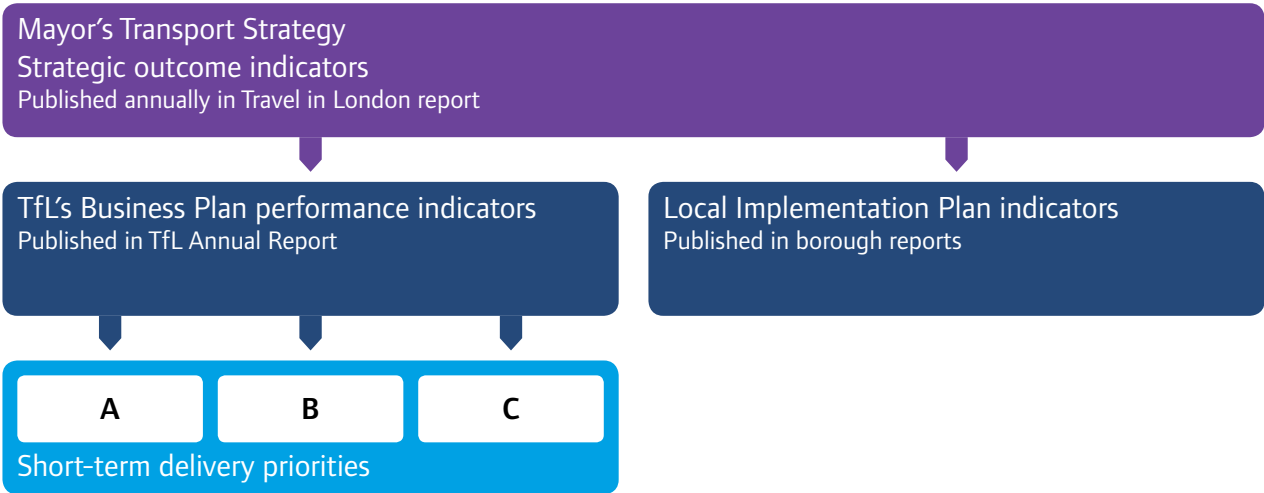 Mayor’s Transport Strategy
Strategic outcome indicators
Published annually in Travel in London report
TfL’s Business Plan performance indicators
Published in TfL Annual Report
Local Implementation Plan indicators
Published in borough reports
A
B
C
Short-term delivery priorities